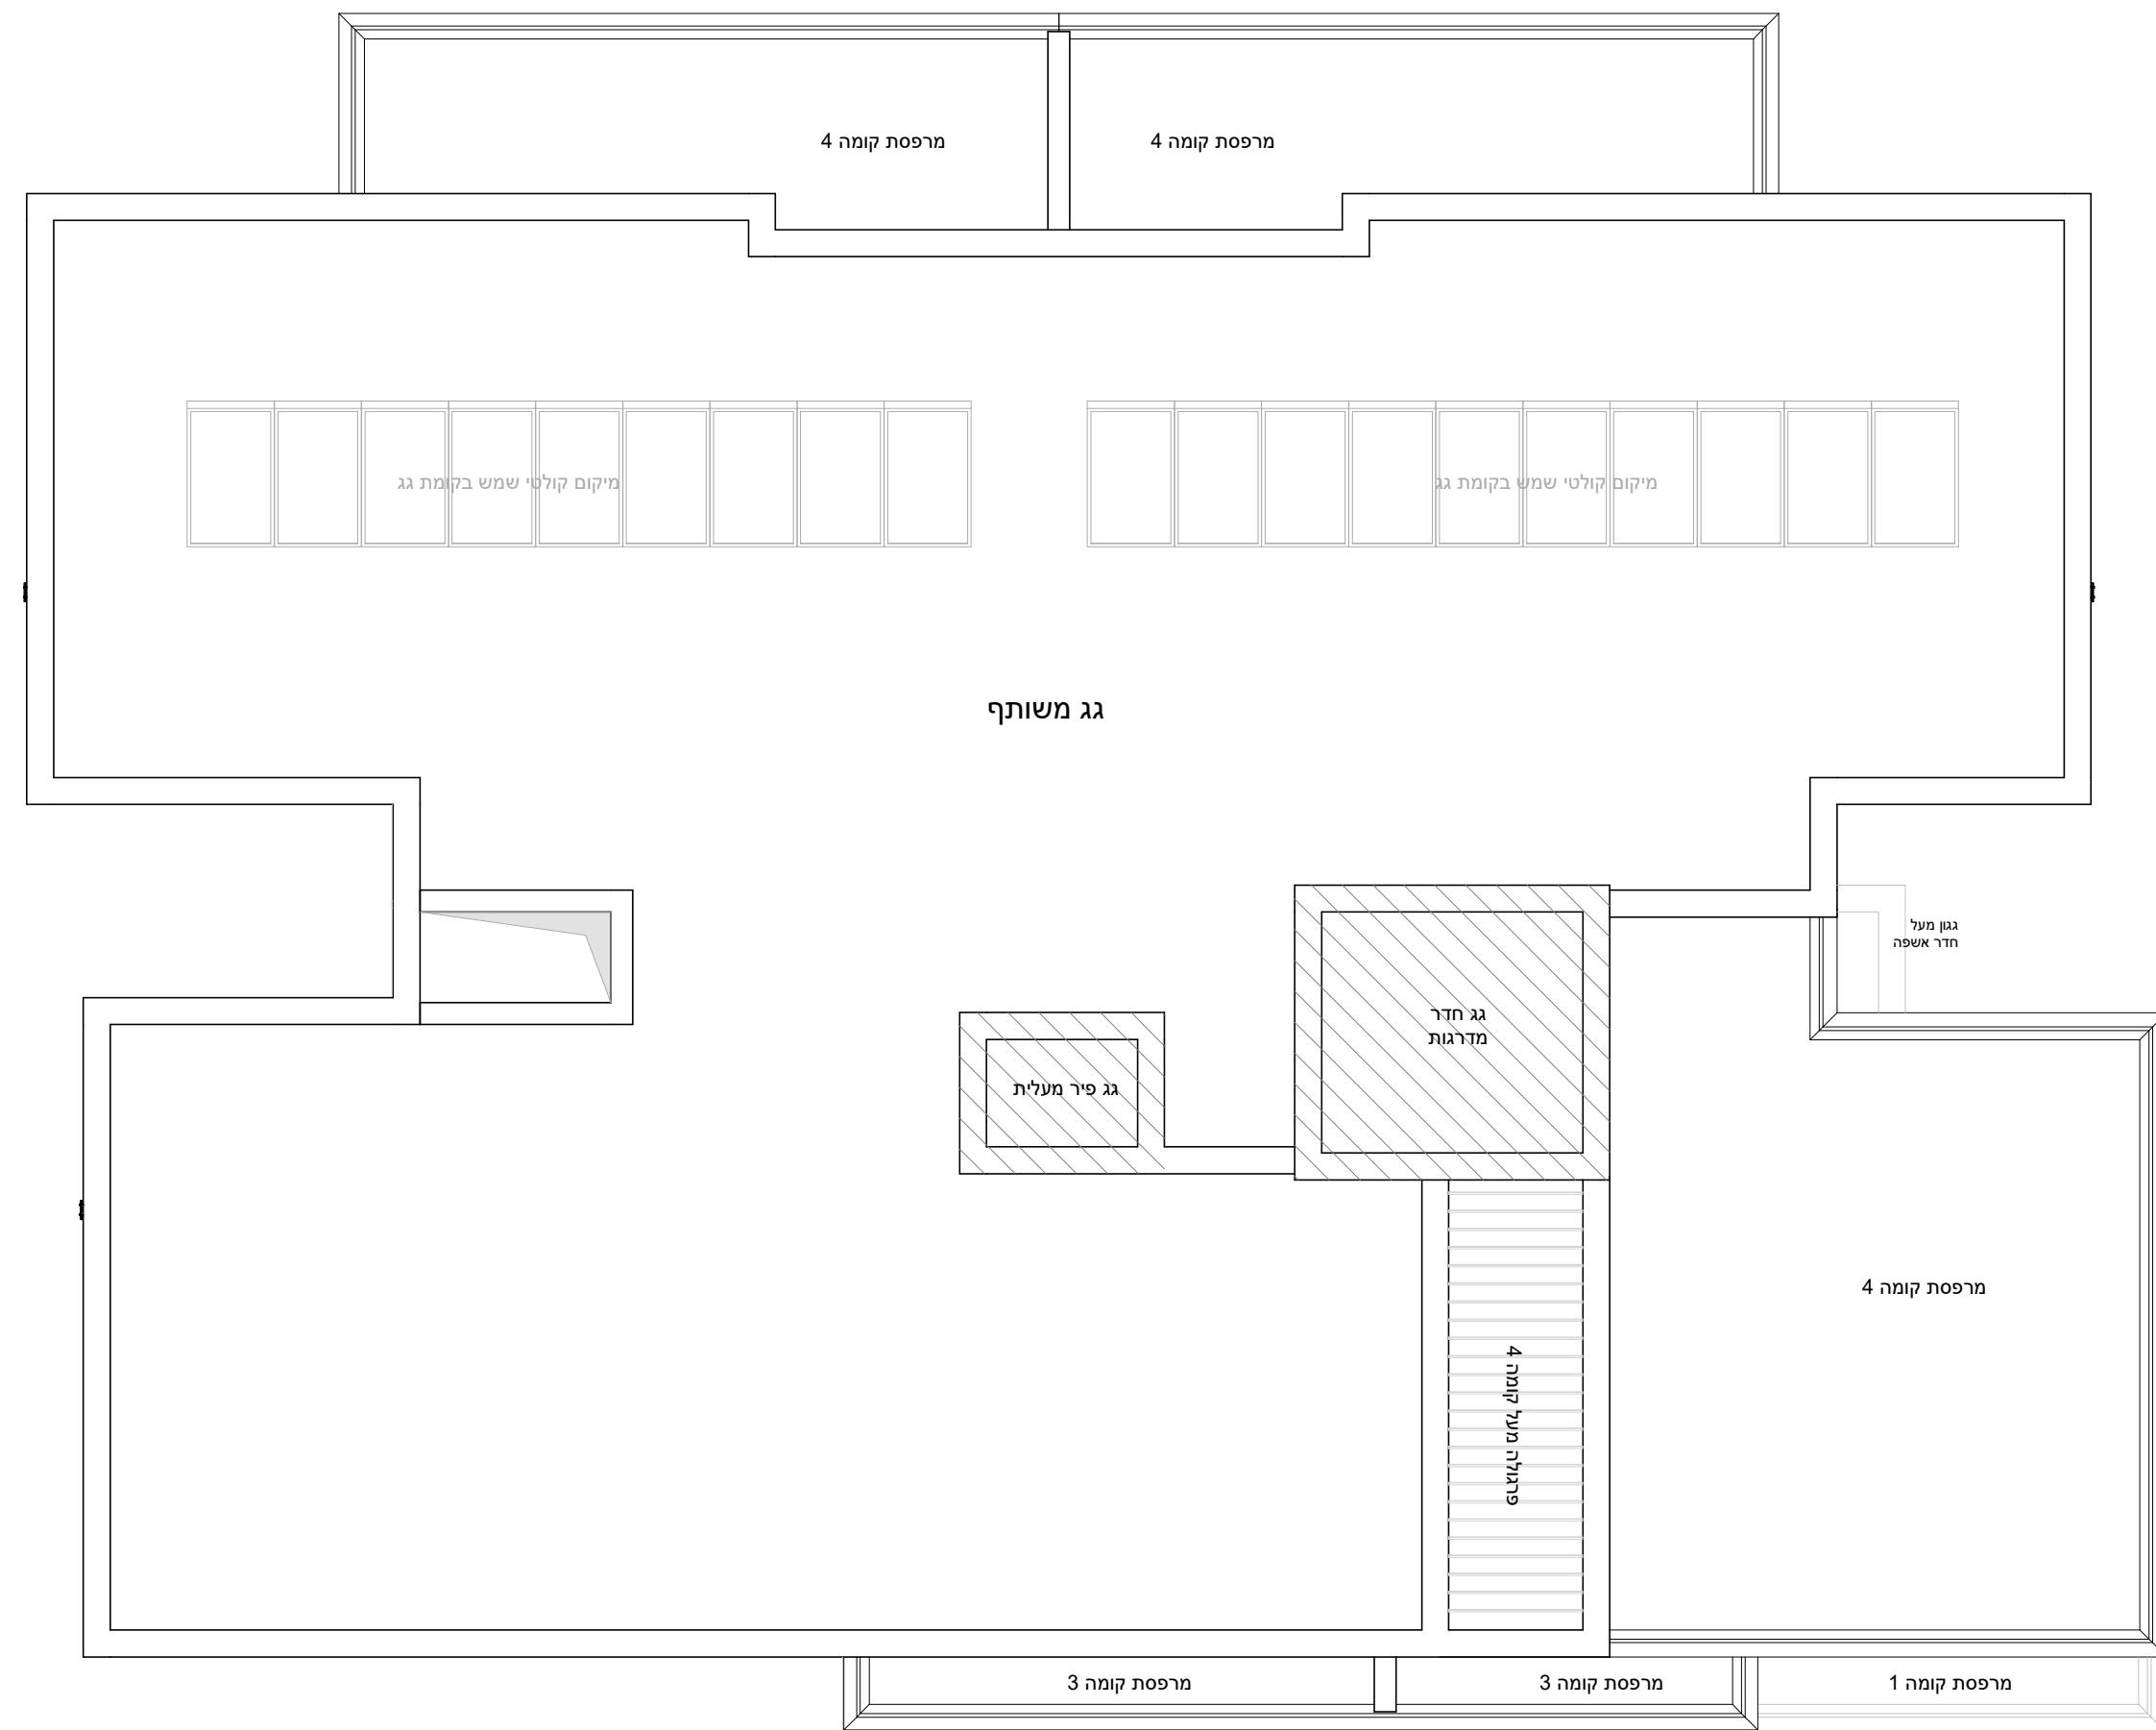 מרפסת קומה 4
מרפסת קומה 4
מיקום קולטי שמש בקומת גג
מיקום קולטי שמש בקומת גג
גג משותף
גגון מעל
חדר אשפה
גג חדר
מדרגות
גג פיר מעלית
מרפסת קומה 4
פרגולה מעל קומה 4
מרפסת קומה 1
מרפסת קומה 3
מרפסת קומה 3